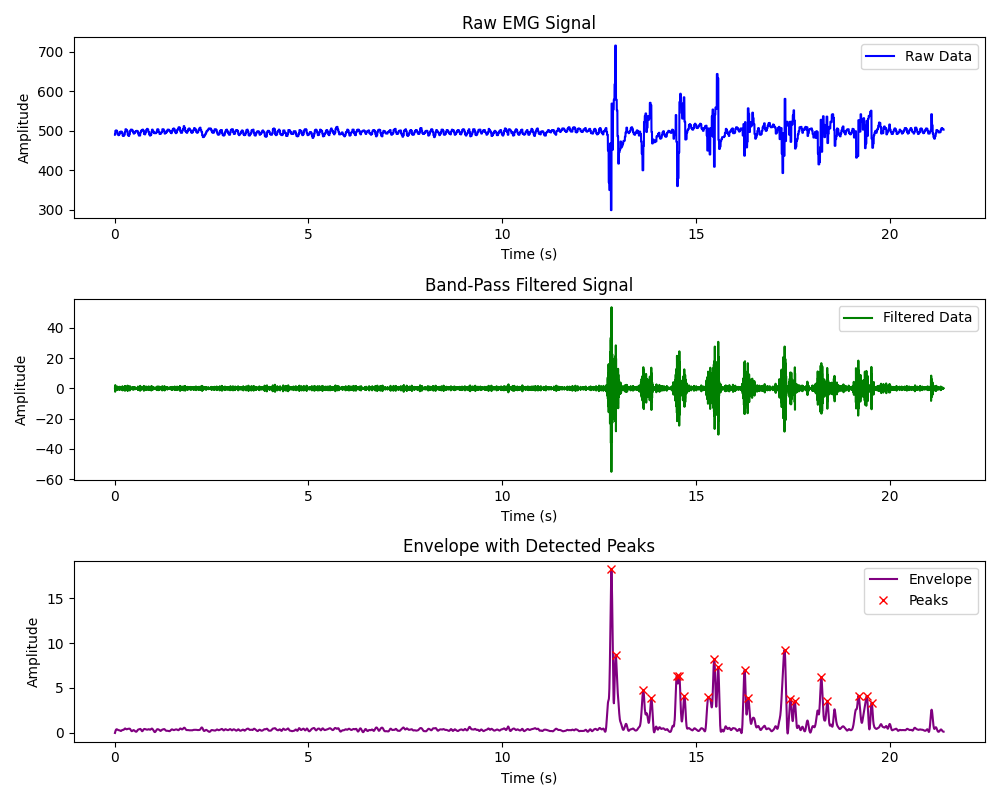 Raw EMG Signal
Raw Data
Amplitude
700
600
500
400
300
0 5 10 15 20
Time (s)
Band-Pass Filtered Signal
Filtered Data
Amplitude
40
20
0
−20
−40
−60
0 5 10 15 20
Time (s)
Envelope with Detected Peaks
Envelope
Peaks
Amplitude
15
10
5
0
0 5 10 15 20
Time (s)